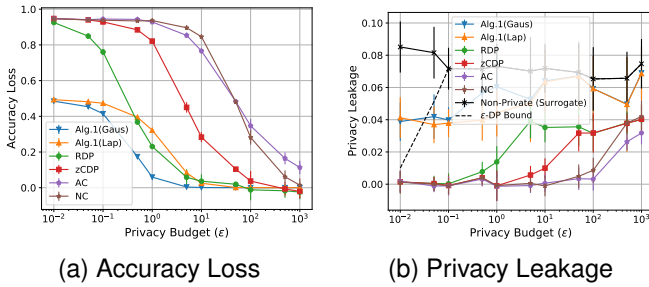 1.0
0.8
0.6
0.4
0.2
0.0
Accuracy Loss
Alg.1(Gaus)
Alg.1(Lap)
RDP
zCDP
AC
NC
10⁻² 10⁻¹ 10⁰ 10¹ 10² 10³
Privacy Budget (ε)
(a) Accuracy Loss
0.10
0.08
0.06
0.04
0.02
0.00
Privacy Leakage
Alg.1(Gaus)
Alg.1(Lap)
RDP
zCDP
AC
NC
Non-Private (Surrogate)
ε-DP Bound
10⁻² 10⁻¹ 10⁰ 10¹ 10² 10³
Privacy Budget (ε)
(b) Privacy Leakage